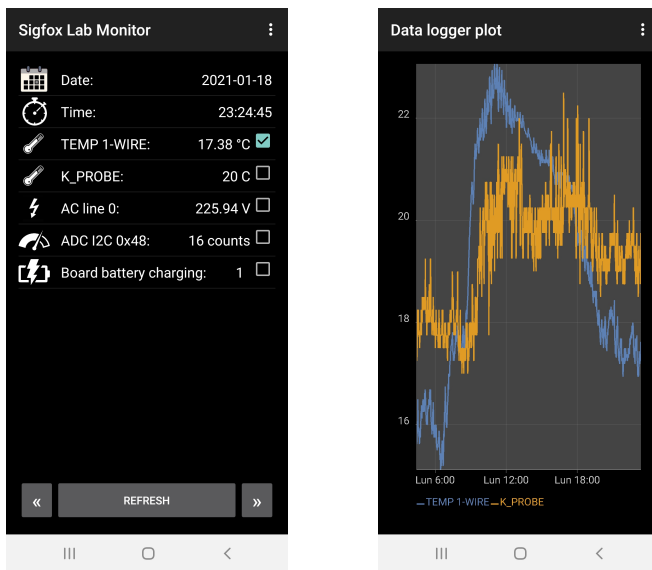 Sigfox Lab Monitor
Date: 2021-01-18
Time: 23:24:45
TEMP 1-WIRE: 17.38 °C
K_PROBE: 20 C
AC line 0: 225.94 V
ADC I2C 0x48: 16 counts
Board battery charging: 1
« REFRESH »
Data logger plot
22
20
18
16
Lun 6:00 Lun 12:00 Lun 18:00
TEMP 1-WIRE K_PROBE